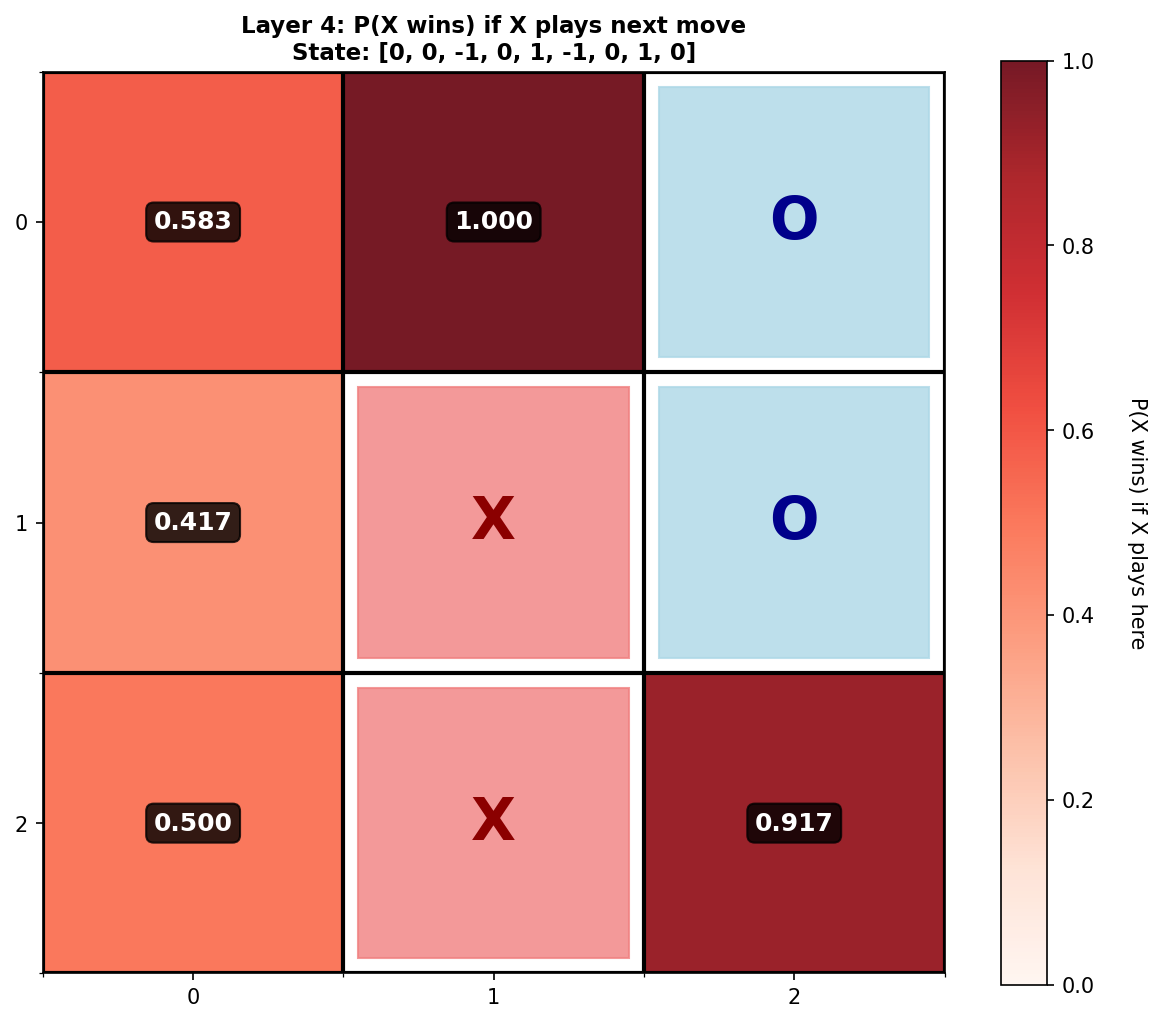 Layer 4: P(X wins) if X plays next move
State: [0, 0, -1, 0, 1, -1, 0, 1, 0]
0
0.583
1.000
O
1
0.417
X
O
2
0.500
X
0.917
0
1
2
1.0
0.8
0.6
0.4
0.2
0.0
P(X wins) if X plays here